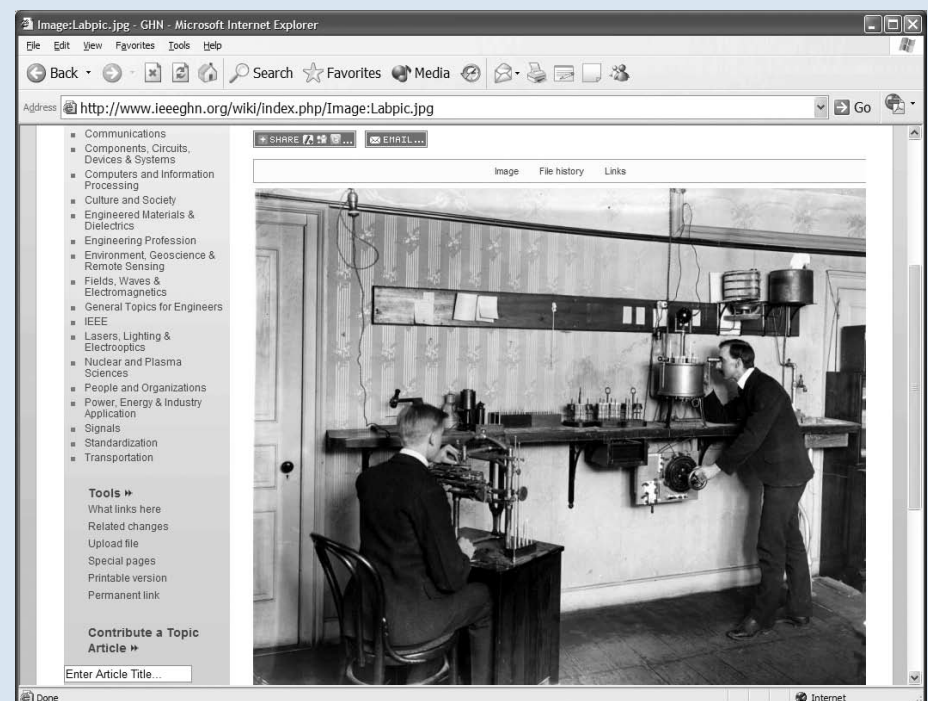 Image:Labpic.jpg - GHN - Microsoft Internet Explorer
File Edit View Favorites Tools Help
Back Search Favorites Media
Address http://www.ieeeghn.org/wiki/index.php/Image:Labpic.jpg Go
Communications
Components, Circuits,
Devices & Systems
Computers and Information
Processing
Culture and Society
Engineered Materials &
Dielectrics
Engineering Profession
Environment, Geoscience &
Remote Sensing
Fields, Waves &
Electromagnetics
General Topics for Engineers
IEEE
Lasers, Lighting &
Electrooptics
Nuclear and Plasma
Sciences
People and Organizations
Power, Energy & Industry
Application
Signals
Standardization
Transportation
Tools
What links here
Related changes
Upload file
Special pages
Printable version
Permanent link
Contribute a Topic
Article
Enter Article Title...
SHARE ...
EMAIL...
Image File history Links
Done Internet